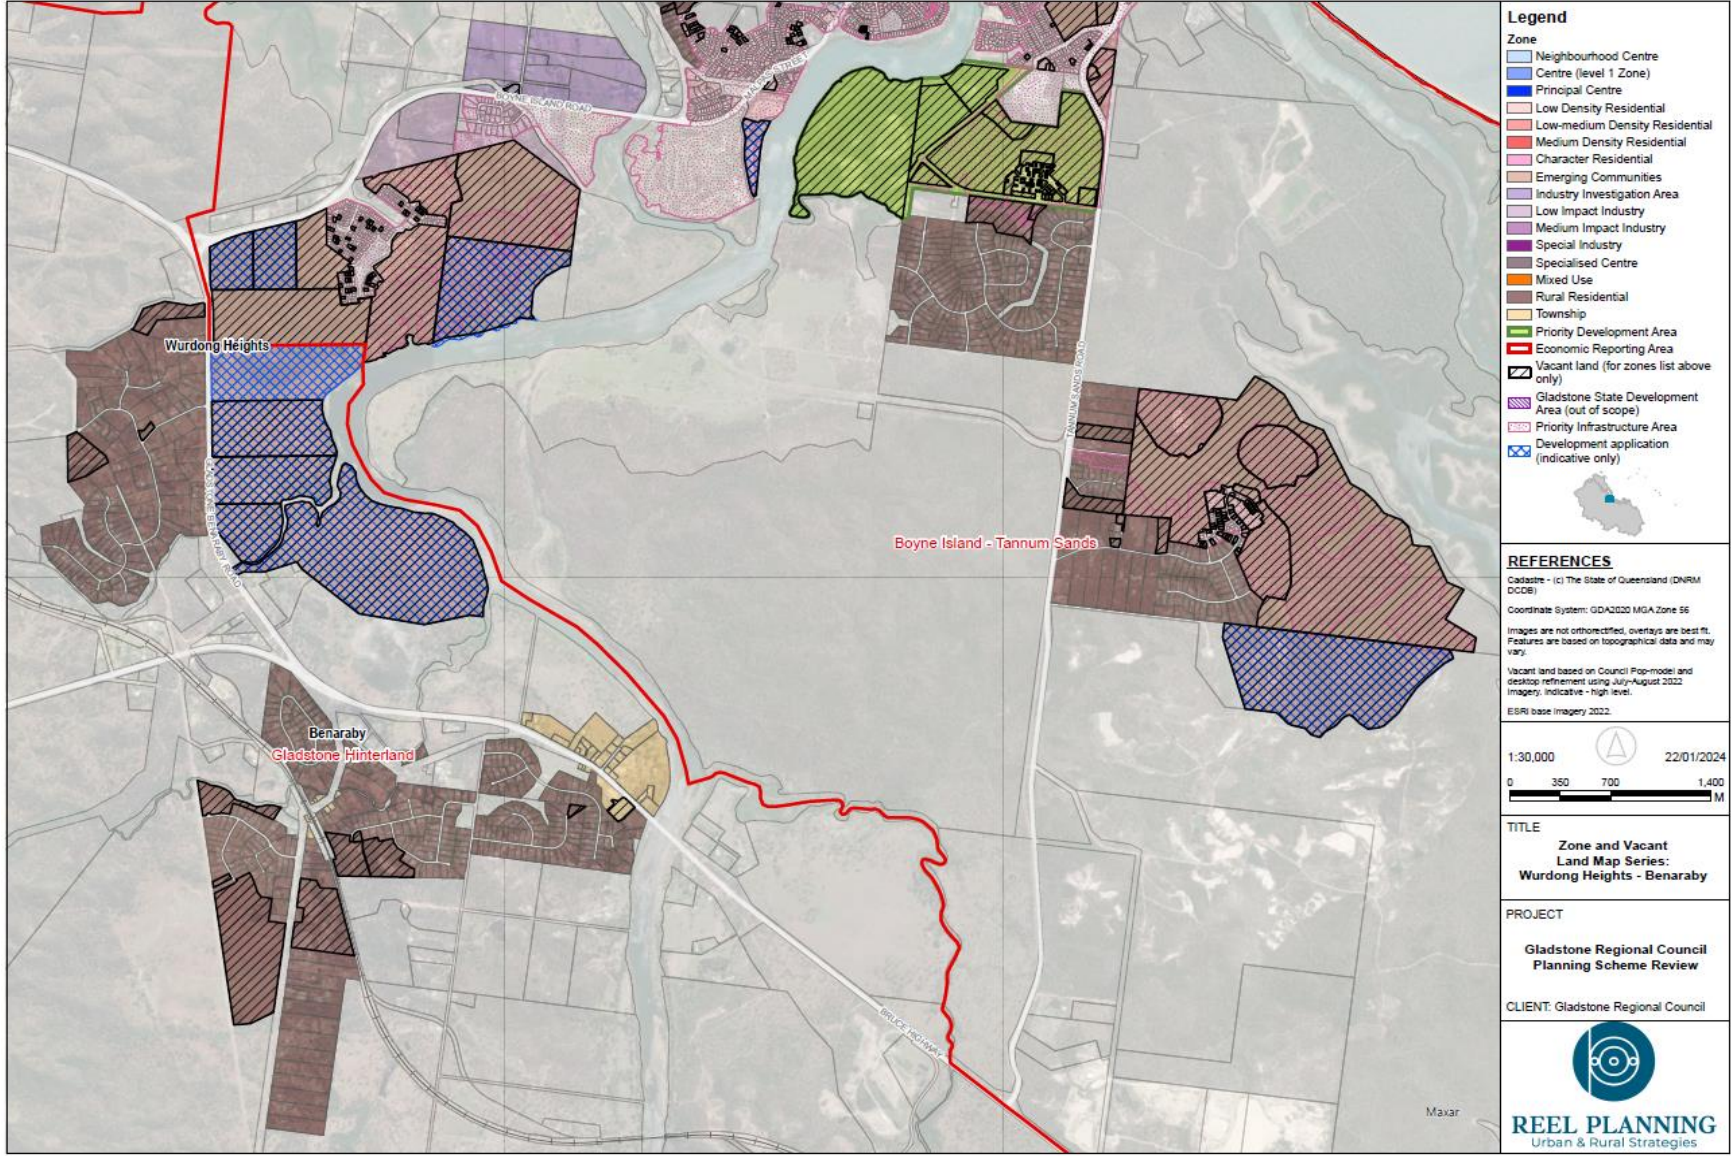 BOYNE ISLAND ROAD
MALPAS STREET
Wurdong Heights
TANNUM SANDS ROAD
GLADSTONE BENARABY ROAD
Boyne Island - Tannum Sands
Benaraby
Gladstone Hinterland
BRUCE HIGHWAY
Maxar
Legend
Zone
Neighbourhood Centre
Centre (level 1 Zone)
Principal Centre
Low Density Residential
Low-medium Density Residential
Medium Density Residential
Character Residential
Emerging Communities
Industry Investigation Area
Low Impact Industry
Medium Impact Industry
Special Industry
Specialised Centre
Mixed Use
Rural Residential
Township
Priority Development Area
Economic Reporting Area
Vacant land (for zones list above
only)
Gladstone State Development
Area (out of scope)
Priority Infrastructure Area
Development application
(indicative only)
REFERENCES
Cadastre - (c) The State of Queensland (DNRM
DCDB)
Coordinate System: GDA2020 MGA Zone 56
Images are not orthorectified, overlays are best fit.
Features are based on topographical data and may
vary.
Vacant land based on Council Pop-model and
desktop refinement using July-August 2022
imagery. Indicative - high level.
ESRI base imagery 2022.
1:30,000
22/01/2024
0 350 700 1,400
M
TITLE
Zone and Vacant
Land Map Series:
Wurdong Heights - Benaraby
PROJECT
Gladstone Regional Council
Planning Scheme Review
CLIENT: Gladstone Regional Council
REEL PLANNING
Urban & Rural Strategies